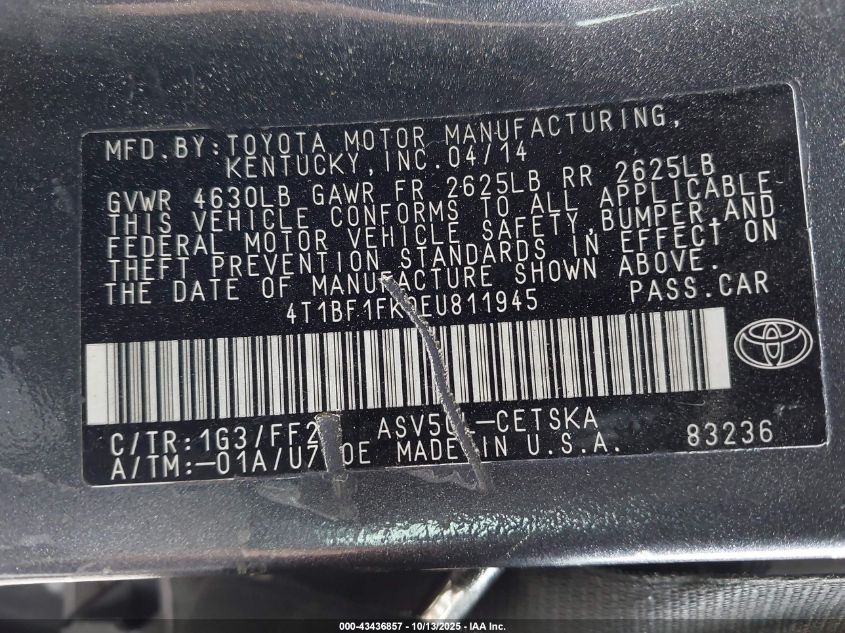 MFD.BY:TOYOTA MOTOR MANUFACTURING,
KENTUCKY,INC.04/14
GVWR 4630LB GAWR FR 2625LB RR 2625LB
THIS VEHICLE CONFORMS TO ALL APPLICABLE
FEDERAL MOTOR VEHICLE SAFETY,BUMPER,AND
THEFT PREVENTION STANDARDS IN EFFECT ON
THE DATE OF MANUFACTURE SHOWN ABOVE.
4T1BF1FK0EU811945 PASS.CAR
C/TR:1G3/ ASV50L-CETSKA
A/TM:-01A/ MADE IN U.S.A. 83236
000-43436857 - 10/13/2025 - IAA Inc.